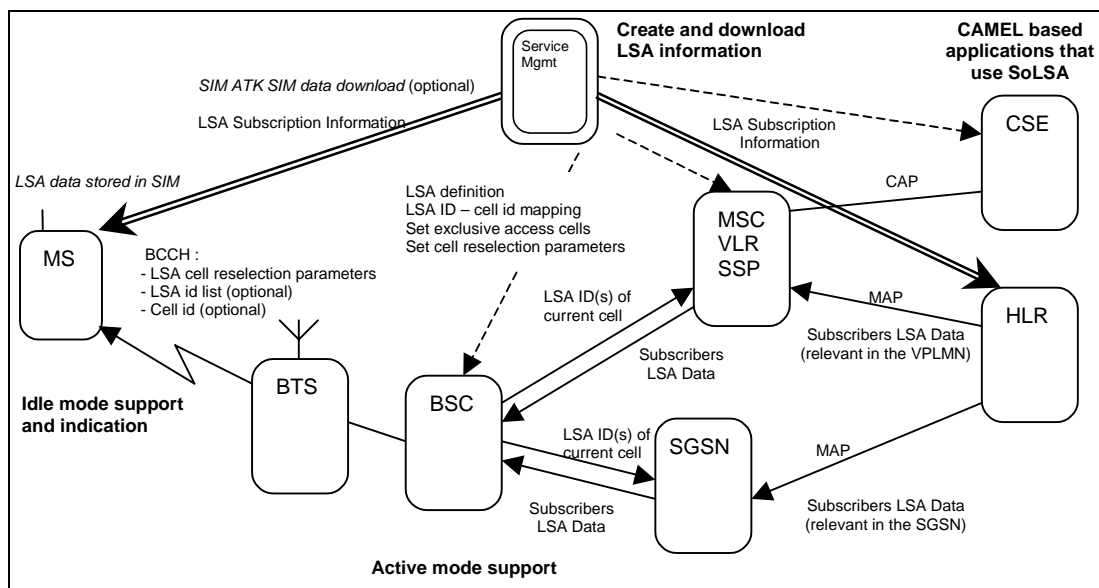 Create and download
LSA information
CAMEL based
applications that
use SoLSA
Service
Mgmt
SIM ATK SIM data download (optional)
LSA Subscription Information
LSA Subscription
Information
CSE
LSA data stored in SIM
CAP
LSA definition
LSA ID – cell id mapping
Set exclusive access cells
Set cell reselection parameters
MSC
VLR
SSP
MS
BCCH :
- LSA cell reselection parameters
- LSA id list (optional)
- Cell id (optional)
LSA ID(s) of
current cell
MAP
HLR
Subscribers LSA Data
(relevant in the VPLMN)
Subscribers
LSA Data
BTS
BSC
Idle mode support
and indication
LSA ID(s) of
current cell
SGSN
MAP
Subscribers
LSA Data
Subscribers LSA Data
(relevant in the SGSN)
Active mode support